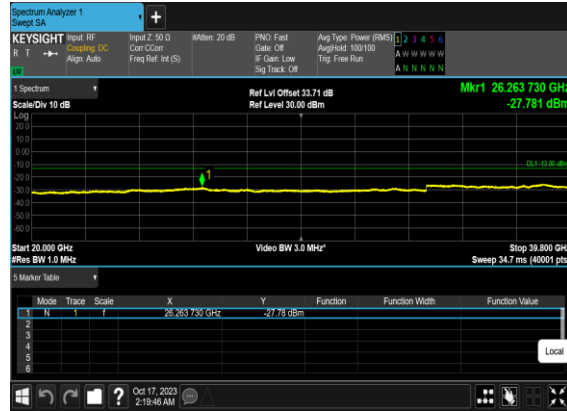 Spectrum Analyzer 1
Swept SA
+
KEYSIGHT Input: RF Input Z: 50 Ω #Atten: 20 dB PNO: Fast Avg Type: Power (RMS) 1 2 3 4 5 6
R T Coupling: DC Corr CCorr Gate: Off Avg|Hold: 100/100 A W W W W W
Align: Auto Freq Ref: Int (S) IF Gain: Low Trig: Free Run
Sig Track: Off A N N N N N
1 Spectrum Ref Lvl Offset 33.71 dB Mkr1 26.263 730 GHz
Scale/Div 10 dB Ref Level 30.00 dBm -27.781 dBm
Log
20.0
10.0
0.00
-10.0
DL1 -13.00 dBm
-20.0
1
-30.0
-40.0
-50.0
-60.0
Start 20.000 GHz Video BW 3.0 MHz* Stop 39.800 GHz
#Res BW 1.0 MHz Sweep 34.7 ms (40001 pts)
5 Marker Table
Mode Trace Scale X Y Function Function Width Function Value
1 N 1 f 26.263 730 GHz -27.78 dBm
2
3
4
5
6
Local
? Oct 17, 2023
2:19:46 AM